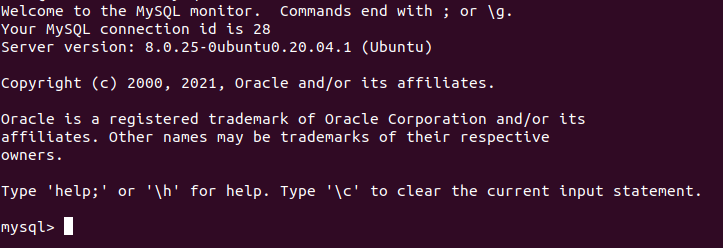 Welcome to the MySQL monitor.  Commands end with ; or \g.
Your MySQL connection id is 28
Server version: 8.0.25-0ubuntu0.20.04.1 (Ubuntu)
Copyright (c) 2000, 2021, Oracle and/or its affiliates.
Oracle is a registered trademark of Oracle Corporation and/or its
affiliates. Other names may be trademarks of their respective
owners.
Type 'help;' or '\h' for help. Type '\c' to clear the current input statement.
mysql>